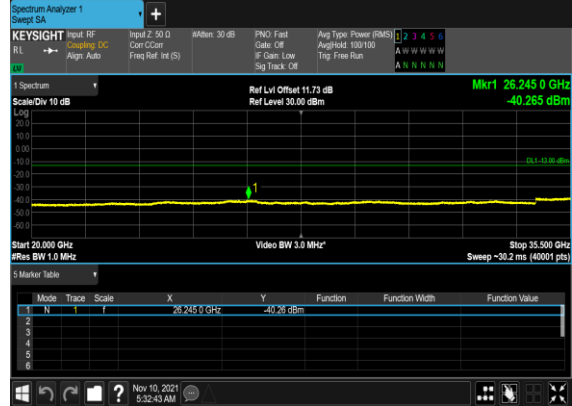 Spectrum Analyzer 1
Swept SA
+
KEYSIGHT Input: RF Input Z: 50 Ω #Atten: 30 dB PNO: Fast Avg Type: Power (RMS) 1 2 3 4 5 6
RL Coupling: DC Corr CCorr Gate: Off Avg|Hold: 100/100 A W W W W W
Align: Auto Freq Ref: Int (S) IF Gain: Low Trig: Free Run
Sig Track: Off A N N N N N
1 Spectrum Ref Lvl Offset 11.73 dB Mkr1 26.245 0 GHz
Scale/Div 10 dB Ref Level 30.00 dBm -40.265 dBm
Log
20.0
10.0
0.00
-10.0
DL1 -13.00 dBm
-20.0
-30.0
1
-40.0
-50.0
-60.0
Start 20.000 GHz Video BW 3.0 MHz* Stop 35.500 GHz
#Res BW 1.0 MHz Sweep ~30.2 ms (40001 pts)
5 Marker Table
Mode Trace Scale X Y Function Function Width Function Value
1 N 1 f 26.245 0 GHz -40.26 dBm
2
3
4
5
6
? Nov 10, 2021
5:32:43 AM